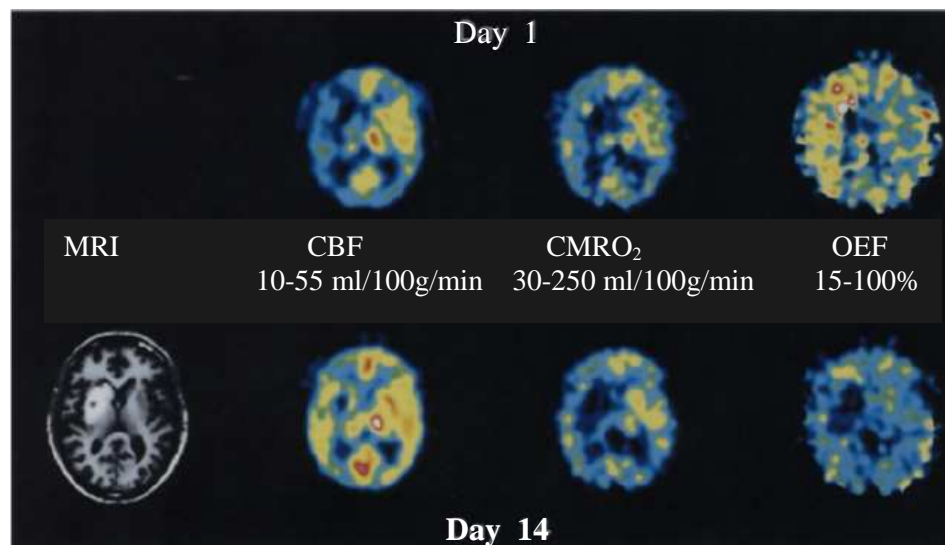 Day 1
MRI CBF CMRO₂ OEF
10-55 ml/100g/min 30-250 ml/100g/min 15-100%
Day 14